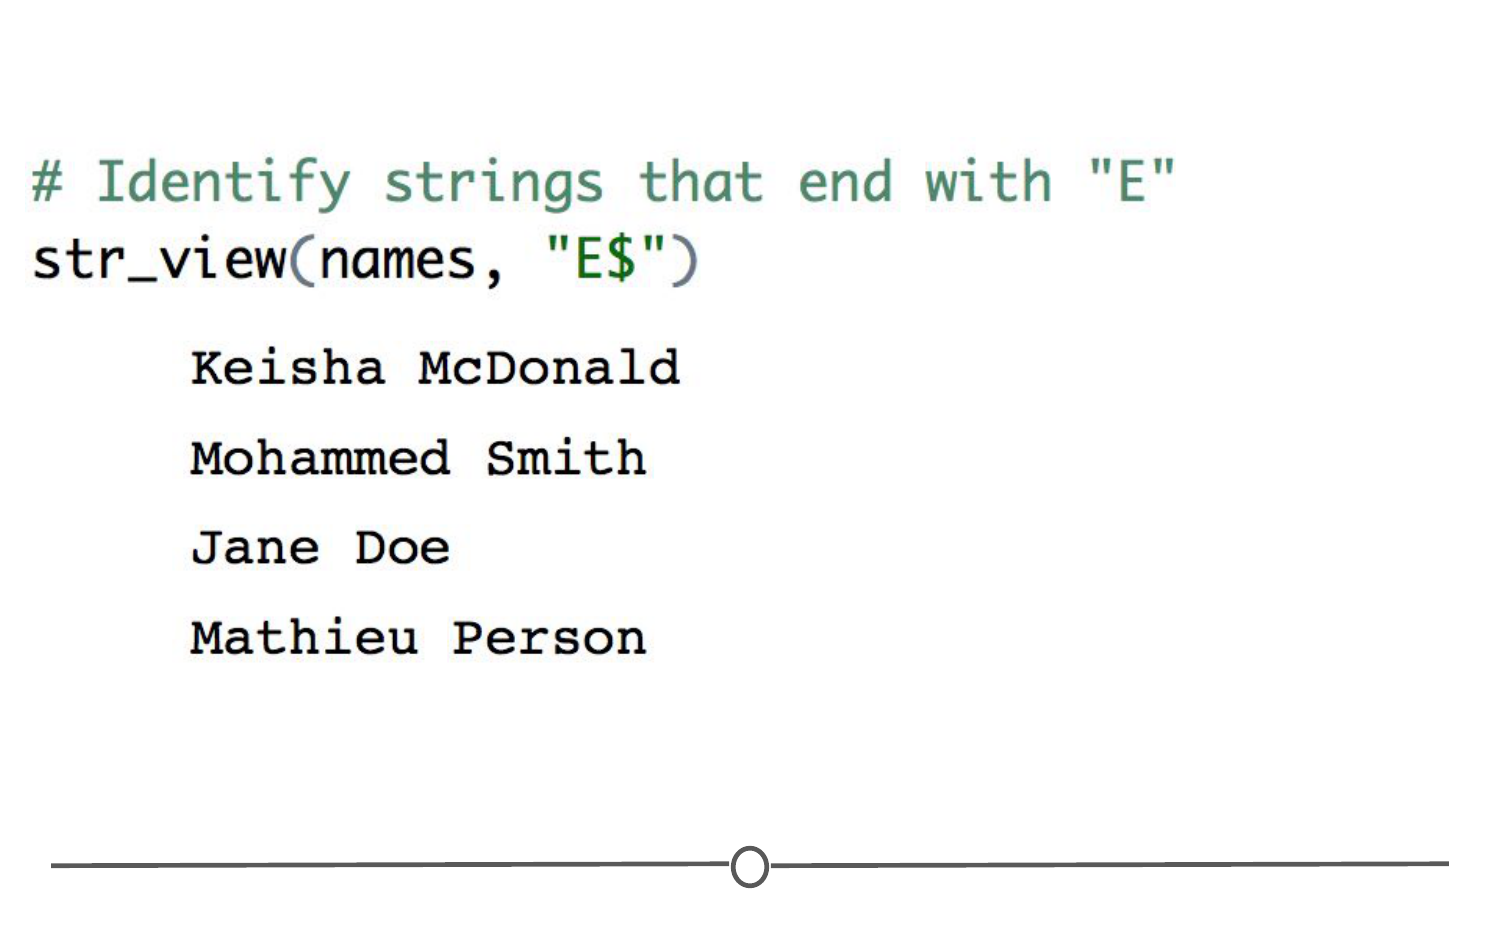 # Identify strings that end with "E"
str_view(names, "E$")
Keisha McDonald
Mohammed Smith
Jane Doe
Mathieu Person